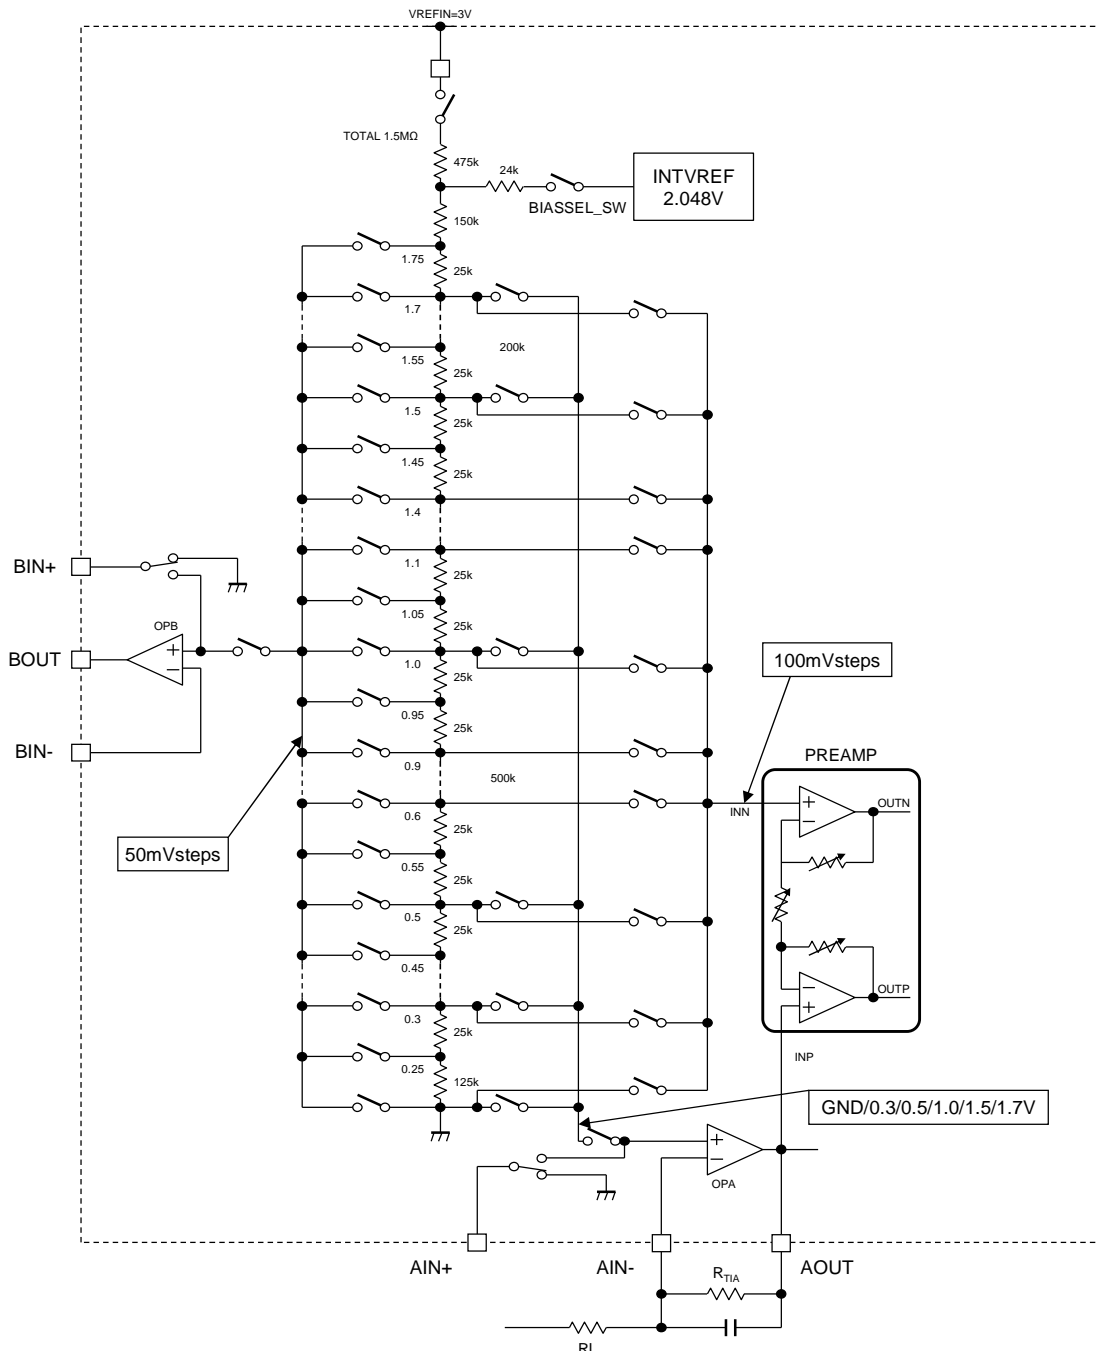 VREFIN=3V
TOTAL 1.5MΩ
475k
24k
INTVREF
2.048V
BIASSEL_SW
150k
1.75
25k
1.7
200k
1.55
25k
1.5
25k
1.45
25k
1.4
1.1
25k
1.05
25k
1.0
25k
0.95
25k
0.9
500k
0.6
25k
0.55
25k
0.5
25k
0.45
0.3
25k
0.25
125k
BIN+
OPB
+
−
BOUT
BIN-
50mVsteps
100mVsteps
PREAMP
INN
+
−
OUTN
−
+
OUTP
INP
GND/0.3/0.5/1.0/1.5/1.7V
+
−
OPA
AIN+
AIN-
AOUT
RTIA